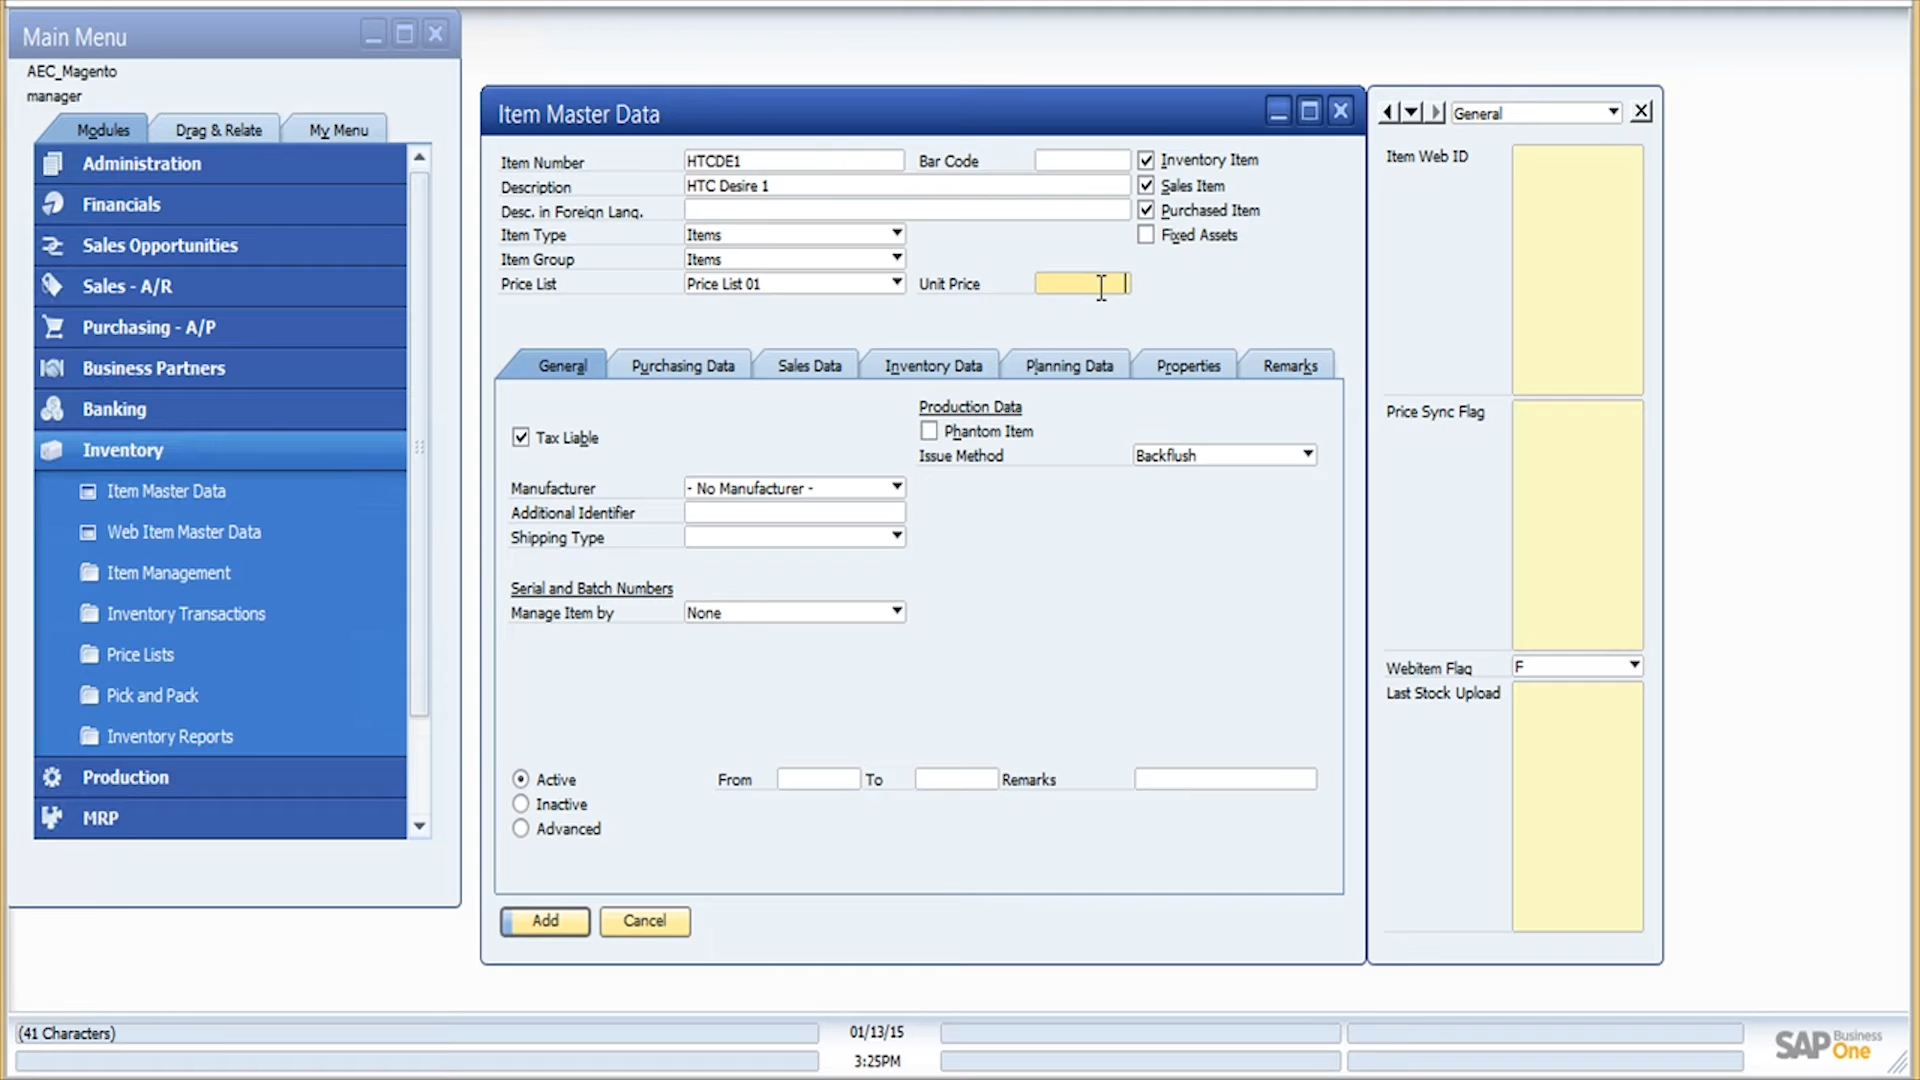 Main Menu
AEC_Magento
manager
Modules
Drag & Relate
My Menu
Administration
Financials
Sales Opportunities
Sales - A/R
Purchasing - A/P
Business Partners
Banking
Inventory
Item Master Data
Web Item Master Data
Item Management
Inventory Transactions
Price Lists
Pick and Pack
Inventory Reports
Production
MRP
Item Master Data
Item Number HTCDE1 Bar Code Inventory Item
Description HTC Desire 1 Sales Item
Desc. in Foreign Lang. Purchased Item
Item Type Items Fixed Assets
Item Group Items
Price List Price List 01 Unit Price
General Purchasing Data Sales Data Inventory Data Planning Data Properties Remarks
Production Data
Tax Liable Phantom Item
Issue Method Backflush
Manufacturer - No Manufacturer -
Additional Identifier
Shipping Type
Serial and Batch Numbers
Manage Item by None
Active From To Remarks
Inactive
Advanced
Add Cancel
General
Item Web ID
Price Sync Flag
Webitem Flag F
Last Stock Upload
(41 Characters) 01/13/15
3:25PM
SAP Business One